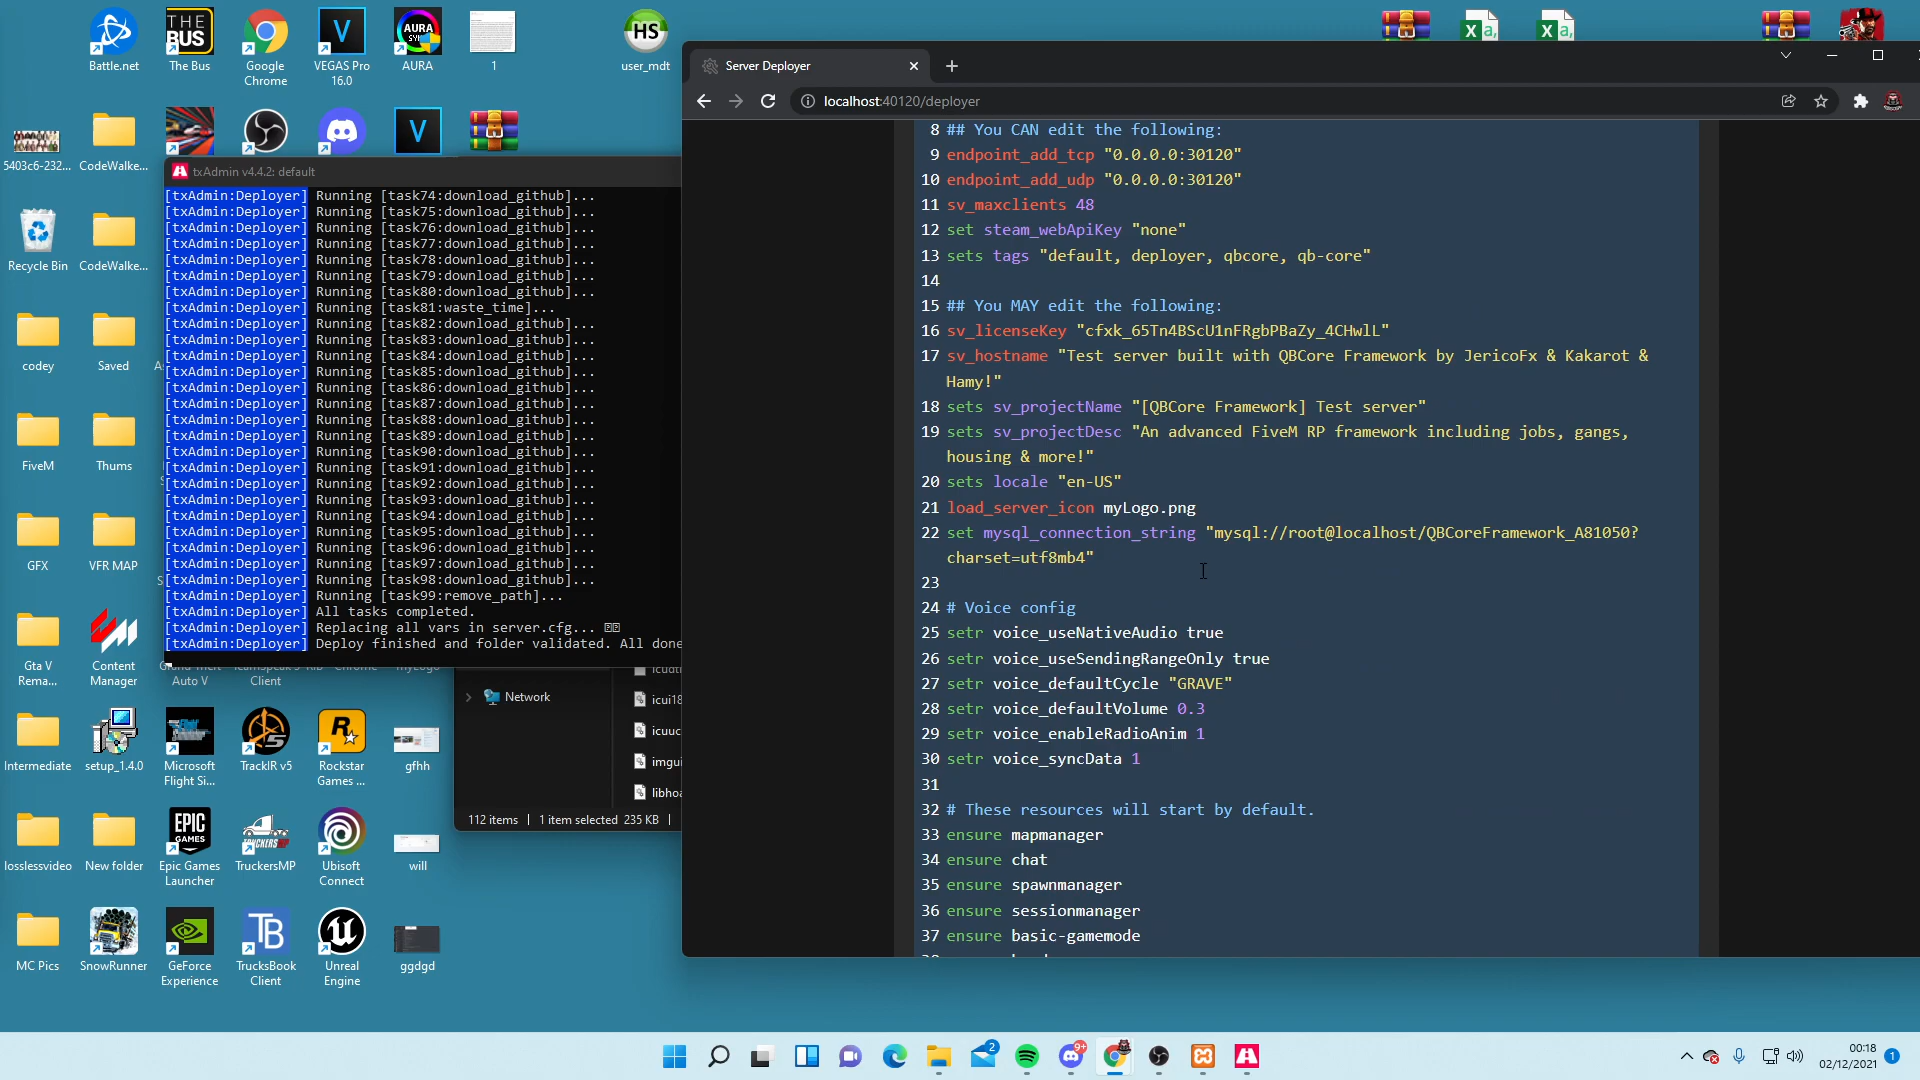 Battle.net
The Bus
Google Chrome
VEGAS Pro 16.0
AURA
1
HS
user_mdt
THE BUS
AURA
5403c6-232...
CodeWalke...
Recycle Bin
CodeWalke...
codey
Saved
FiveM
Thums
GFX
VFR MAP
Gta V Rema...
Content Manager
Auto V
Client
Intermediate
setup_1.4.0
Microsoft Flight Si...
TrackIR v5
Rockstar Games ...
gfhh
losslessvideo
New folder
Epic Games Launcher
TruckersMP
Ubisoft Connect
will
MC Pics
SnowRunner
GeForce Experience
TrucksBook Client
Unreal Engine
ggdgd
txAdmin v4.4.2: default
[txAdmin:Deployer] Running [task74:download_github]...
[txAdmin:Deployer] Running [task75:download_github]...
[txAdmin:Deployer] Running [task76:download_github]...
[txAdmin:Deployer] Running [task77:download_github]...
[txAdmin:Deployer] Running [task78:download_github]...
[txAdmin:Deployer] Running [task79:download_github]...
[txAdmin:Deployer] Running [task80:download_github]...
[txAdmin:Deployer] Running [task81:waste_time]...
[txAdmin:Deployer] Running [task82:download_github]...
[txAdmin:Deployer] Running [task83:download_github]...
[txAdmin:Deployer] Running [task84:download_github]...
[txAdmin:Deployer] Running [task85:download_github]...
[txAdmin:Deployer] Running [task86:download_github]...
[txAdmin:Deployer] Running [task87:download_github]...
[txAdmin:Deployer] Running [task88:download_github]...
[txAdmin:Deployer] Running [task89:download_github]...
[txAdmin:Deployer] Running [task90:download_github]...
[txAdmin:Deployer] Running [task91:download_github]...
[txAdmin:Deployer] Running [task92:download_github]...
[txAdmin:Deployer] Running [task93:download_github]...
[txAdmin:Deployer] Running [task94:download_github]...
[txAdmin:Deployer] Running [task95:download_github]...
[txAdmin:Deployer] Running [task96:download_github]...
[txAdmin:Deployer] Running [task97:download_github]...
[txAdmin:Deployer] Running [task98:download_github]...
[txAdmin:Deployer] Running [task99:remove_path]...
[txAdmin:Deployer] All tasks completed.
[txAdmin:Deployer] Replacing all vars in server.cfg...
[txAdmin:Deployer] Deploy finished and folder validated. All done
Network
icui18
icuuc
imgui
libhoa
112 items
1 item selected 235 KB
Server Deployer
localhost:40120/deployer
8 ## You CAN edit the following:
9 endpoint_add_tcp "0.0.0.0:30120"
10 endpoint_add_udp "0.0.0.0:30120"
11 sv_maxclients 48
12 set steam_webApiKey "none"
13 sets tags "default, deployer, qbcore, qb-core"
14
15 ## You MAY edit the following:
16 sv_licenseKey "cfxk_65Tn4BScU1nFRgbPBaZy_4CHwlL"
17 sv_hostname "Test server built with QBCore Framework by JericoFx & Kakarot &
Hamy!"
18 sets sv_projectName "[QBCore Framework] Test server"
19 sets sv_projectDesc "An advanced FiveM RP framework including jobs, gangs,
housing & more!"
20 sets locale "en-US"
21 load_server_icon myLogo.png
22 set mysql_connection_string "mysql://root@localhost/QBCoreFramework_A81050?
charset=utf8mb4"
23
24 # Voice config
25 setr voice_useNativeAudio true
26 setr voice_useSendingRangeOnly true
27 setr voice_defaultCycle "GRAVE"
28 setr voice_defaultVolume 0.3
29 setr voice_enableRadioAnim 1
30 setr voice_syncData 1
31
32 # These resources will start by default.
33 ensure mapmanager
34 ensure chat
35 ensure spawnmanager
36 ensure sessionmanager
37 ensure basic-gamemode
2
9+
00:18
02/12/2021
1